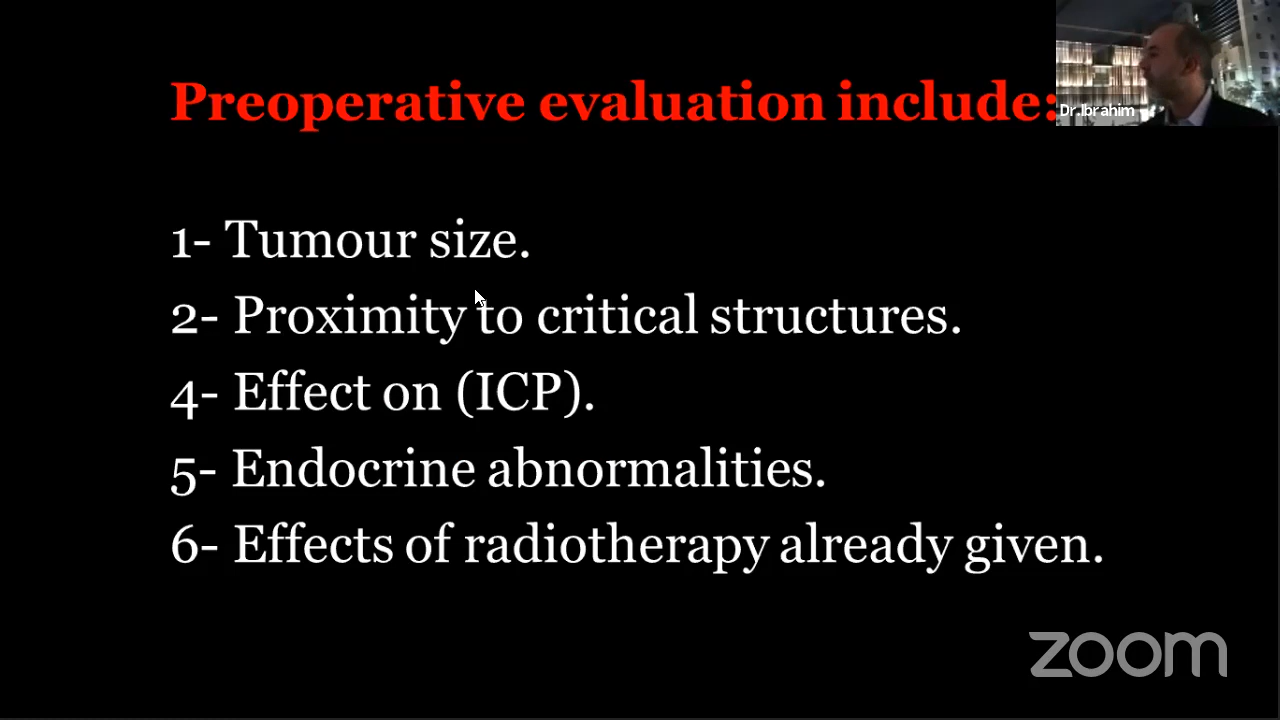 Preoperative evaluation include:
Dr.Ibrahim
1- Tumour size.
2- Proximity to critical structures.
4- Effect on (ICP).
5- Endocrine abnormalities.
6- Effects of radiotherapy already given.
zoom